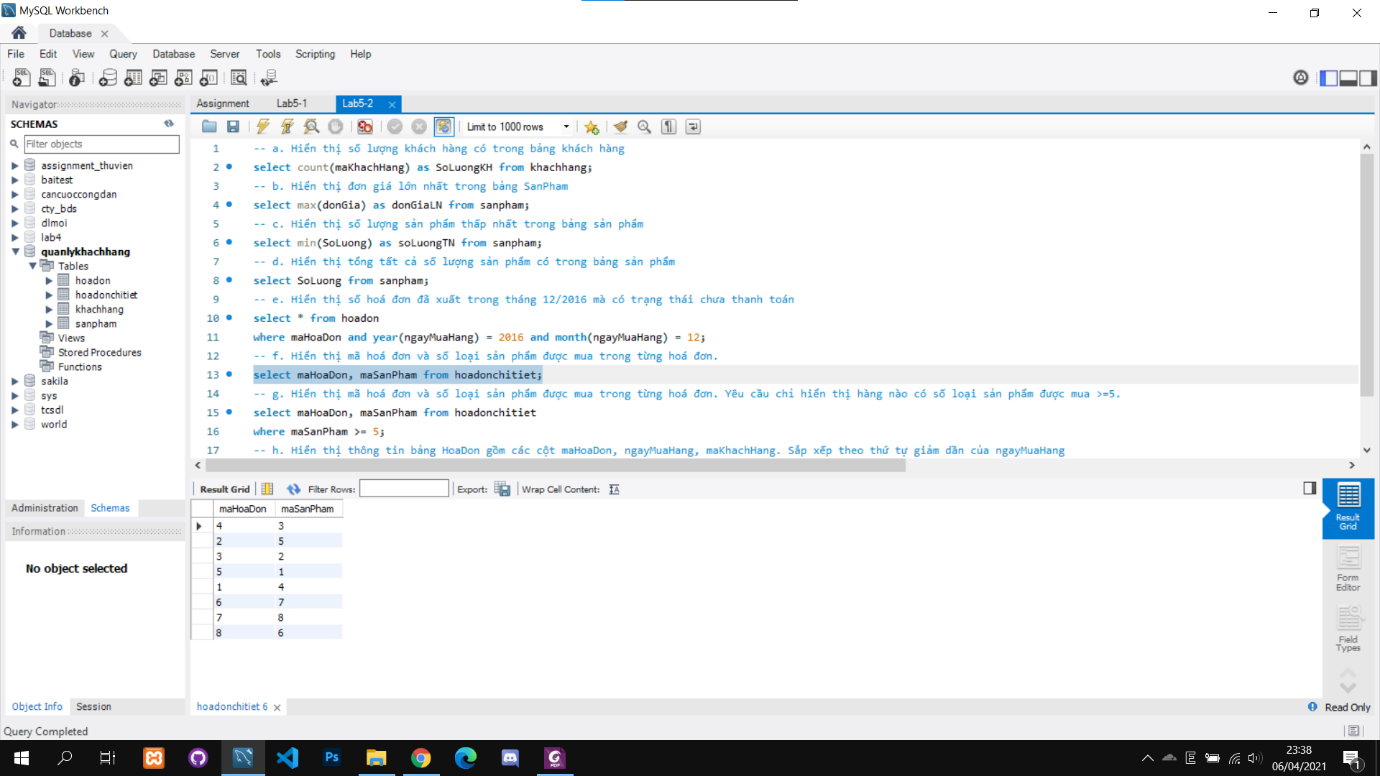 MySQL Workbench
Database
File Edit View Query Database Server Tools Scripting Help
Navigator
SCHEMAS
Filter objects
assignment_thuvien
baitest
cancuoccongdan
cty_bds
dlmoi
lab4
quanlykhachhang
Tables
hoadon
hoadonchitiet
khachhang
sanpham
Views
Stored Procedures
Functions
sakila
sys
tcsdl
world
Administration Schemas
Information
No object selected
Object Info Session
Assignment Lab5-1 Lab5-2
Limit to 1000 rows
1 -- a. Hiển thị số lượng khách hàng có trong bảng khách hàng
2 select count(maKhachHang) as SoLuongKH from khachhang;
3 -- b. Hiển thị đơn giá lớn nhất trong bảng SanPham
4 select max(donGia) as donGiaLN from sanpham;
5 -- c. Hiển thị số lượng sản phẩm thấp nhất trong bảng sản phẩm
6 select min(SoLuong) as soLuongTN from sanpham;
7 -- d. Hiển thị tổng tất cả số lượng sản phẩm có trong bảng sản phẩm
8 select SoLuong from sanpham;
9 -- e. Hiển thị số hoá đơn đã xuất trong tháng 12/2016 mà có trạng thái chưa thanh toán
10 select * from hoadon
11 where maHoaDon and year(ngayMuaHang) = 2016 and month(ngayMuaHang) = 12;
12 -- f. Hiển thị mã hoá đơn và số loại sản phẩm được mua trong từng hoá đơn.
13 select maHoaDon, maSanPham from hoadonchitiet;
14 -- g. Hiển thị mã hoá đơn và số loại sản phẩm được mua trong từng hoá đơn. Yêu cầu chỉ hiển thị hàng nào có số loại sản phẩm được mua >=5.
15 select maHoaDon, maSanPham from hoadonchitiet
16 where maSanPham >= 5;
17 -- h. Hiển thị thông tin bảng HoaDon gồm các cột maHoaDon, ngayMuaHang, maKhachHang. Sắp xếp theo thứ tự giảm dần của ngayMuaHang
Result Grid Filter Rows: Export: Wrap Cell Content:
maHoaDon maSanPham
4 3
2 5
3 2
5 1
1 4
6 7
7 8
8 6
Result Grid
Form Editor
Field Types
hoadonchitiet 6
Read Only
Query Completed
Ps
PDF
23:38
06/04/2021
1